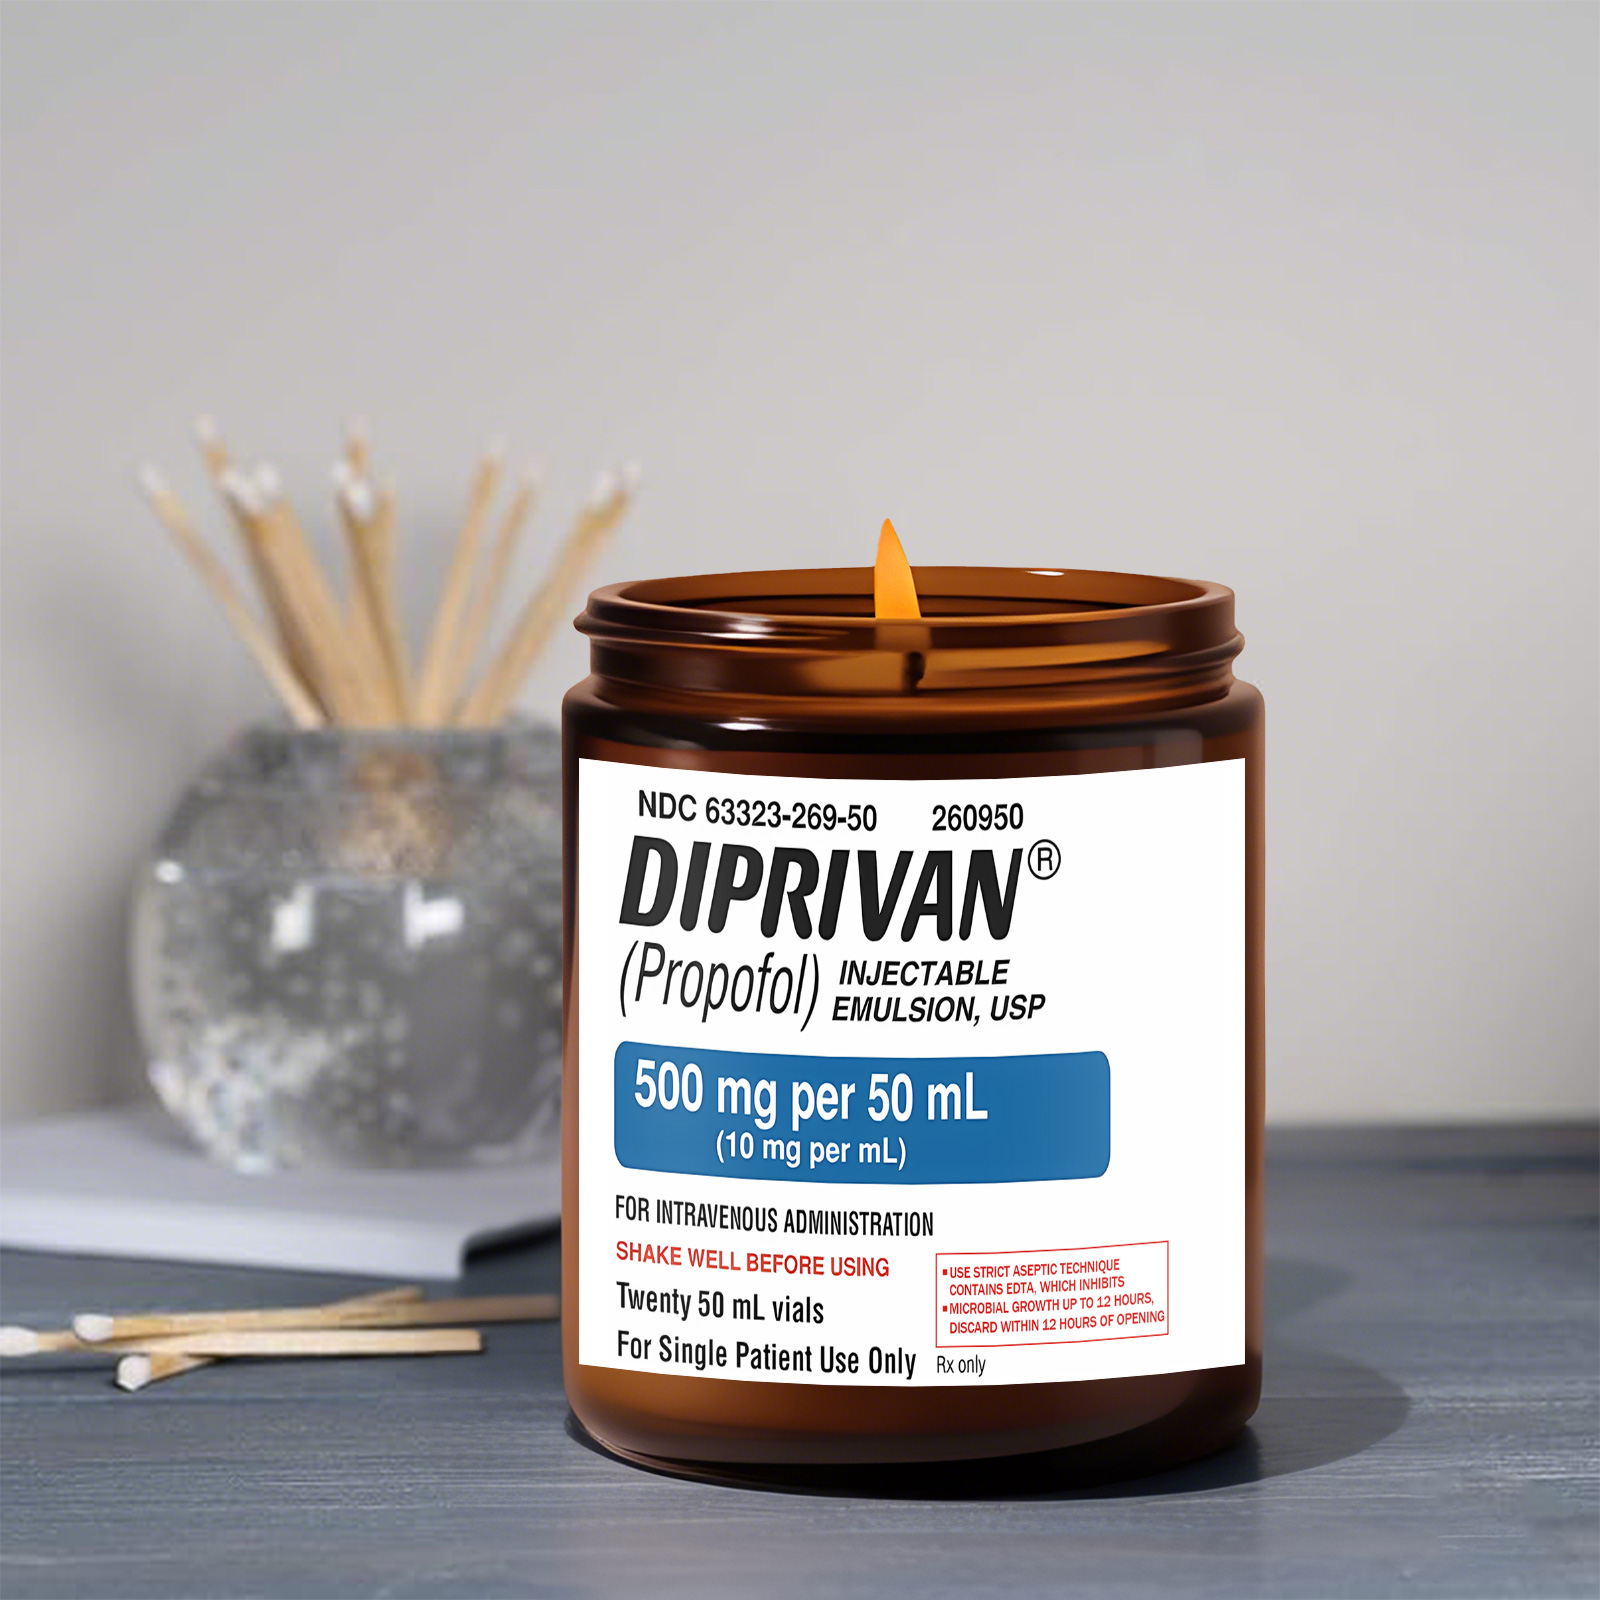 NDC 63323-269-50 260950
DIPRIVAN®
(Propofol) INJECTABLE
EMULSION, USP
500 mg per 50 mL
(10 mg per mL)
FOR INTRAVENOUS ADMINISTRATION
SHAKE WELL BEFORE USING
Twenty 50 mL vials
For Single Patient Use Only
▪ USE STRICT ASEPTIC TECHNIQUE
CONTAINS EDTA, WHICH INHIBITS
▪ MICROBIAL GROWTH UP TO 12 HOURS,
DISCARD WITHIN 12 HOURS OF OPENING
Rx only